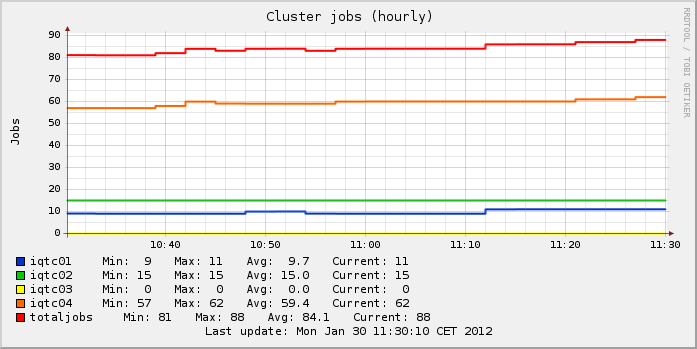 Cluster jobs (hourly)
RRDTOOL / TOBI OETIKER
Jobs
90
80
70
60
50
40
30
20
10
0
10:40 10:50 11:00 11:10 11:20 11:30
iqtc01 Min: 9 Max: 11 Avg: 9.7 Current: 11
iqtc02 Min: 15 Max: 15 Avg: 15.0 Current: 15
iqtc03 Min: 0 Max: 0 Avg: 0.0 Current: 0
iqtc04 Min: 57 Max: 62 Avg: 59.4 Current: 62
totaljobs Min: 81 Max: 88 Avg: 84.1 Current: 88
Last update: Mon Jan 30 11:30:10 CET 2012